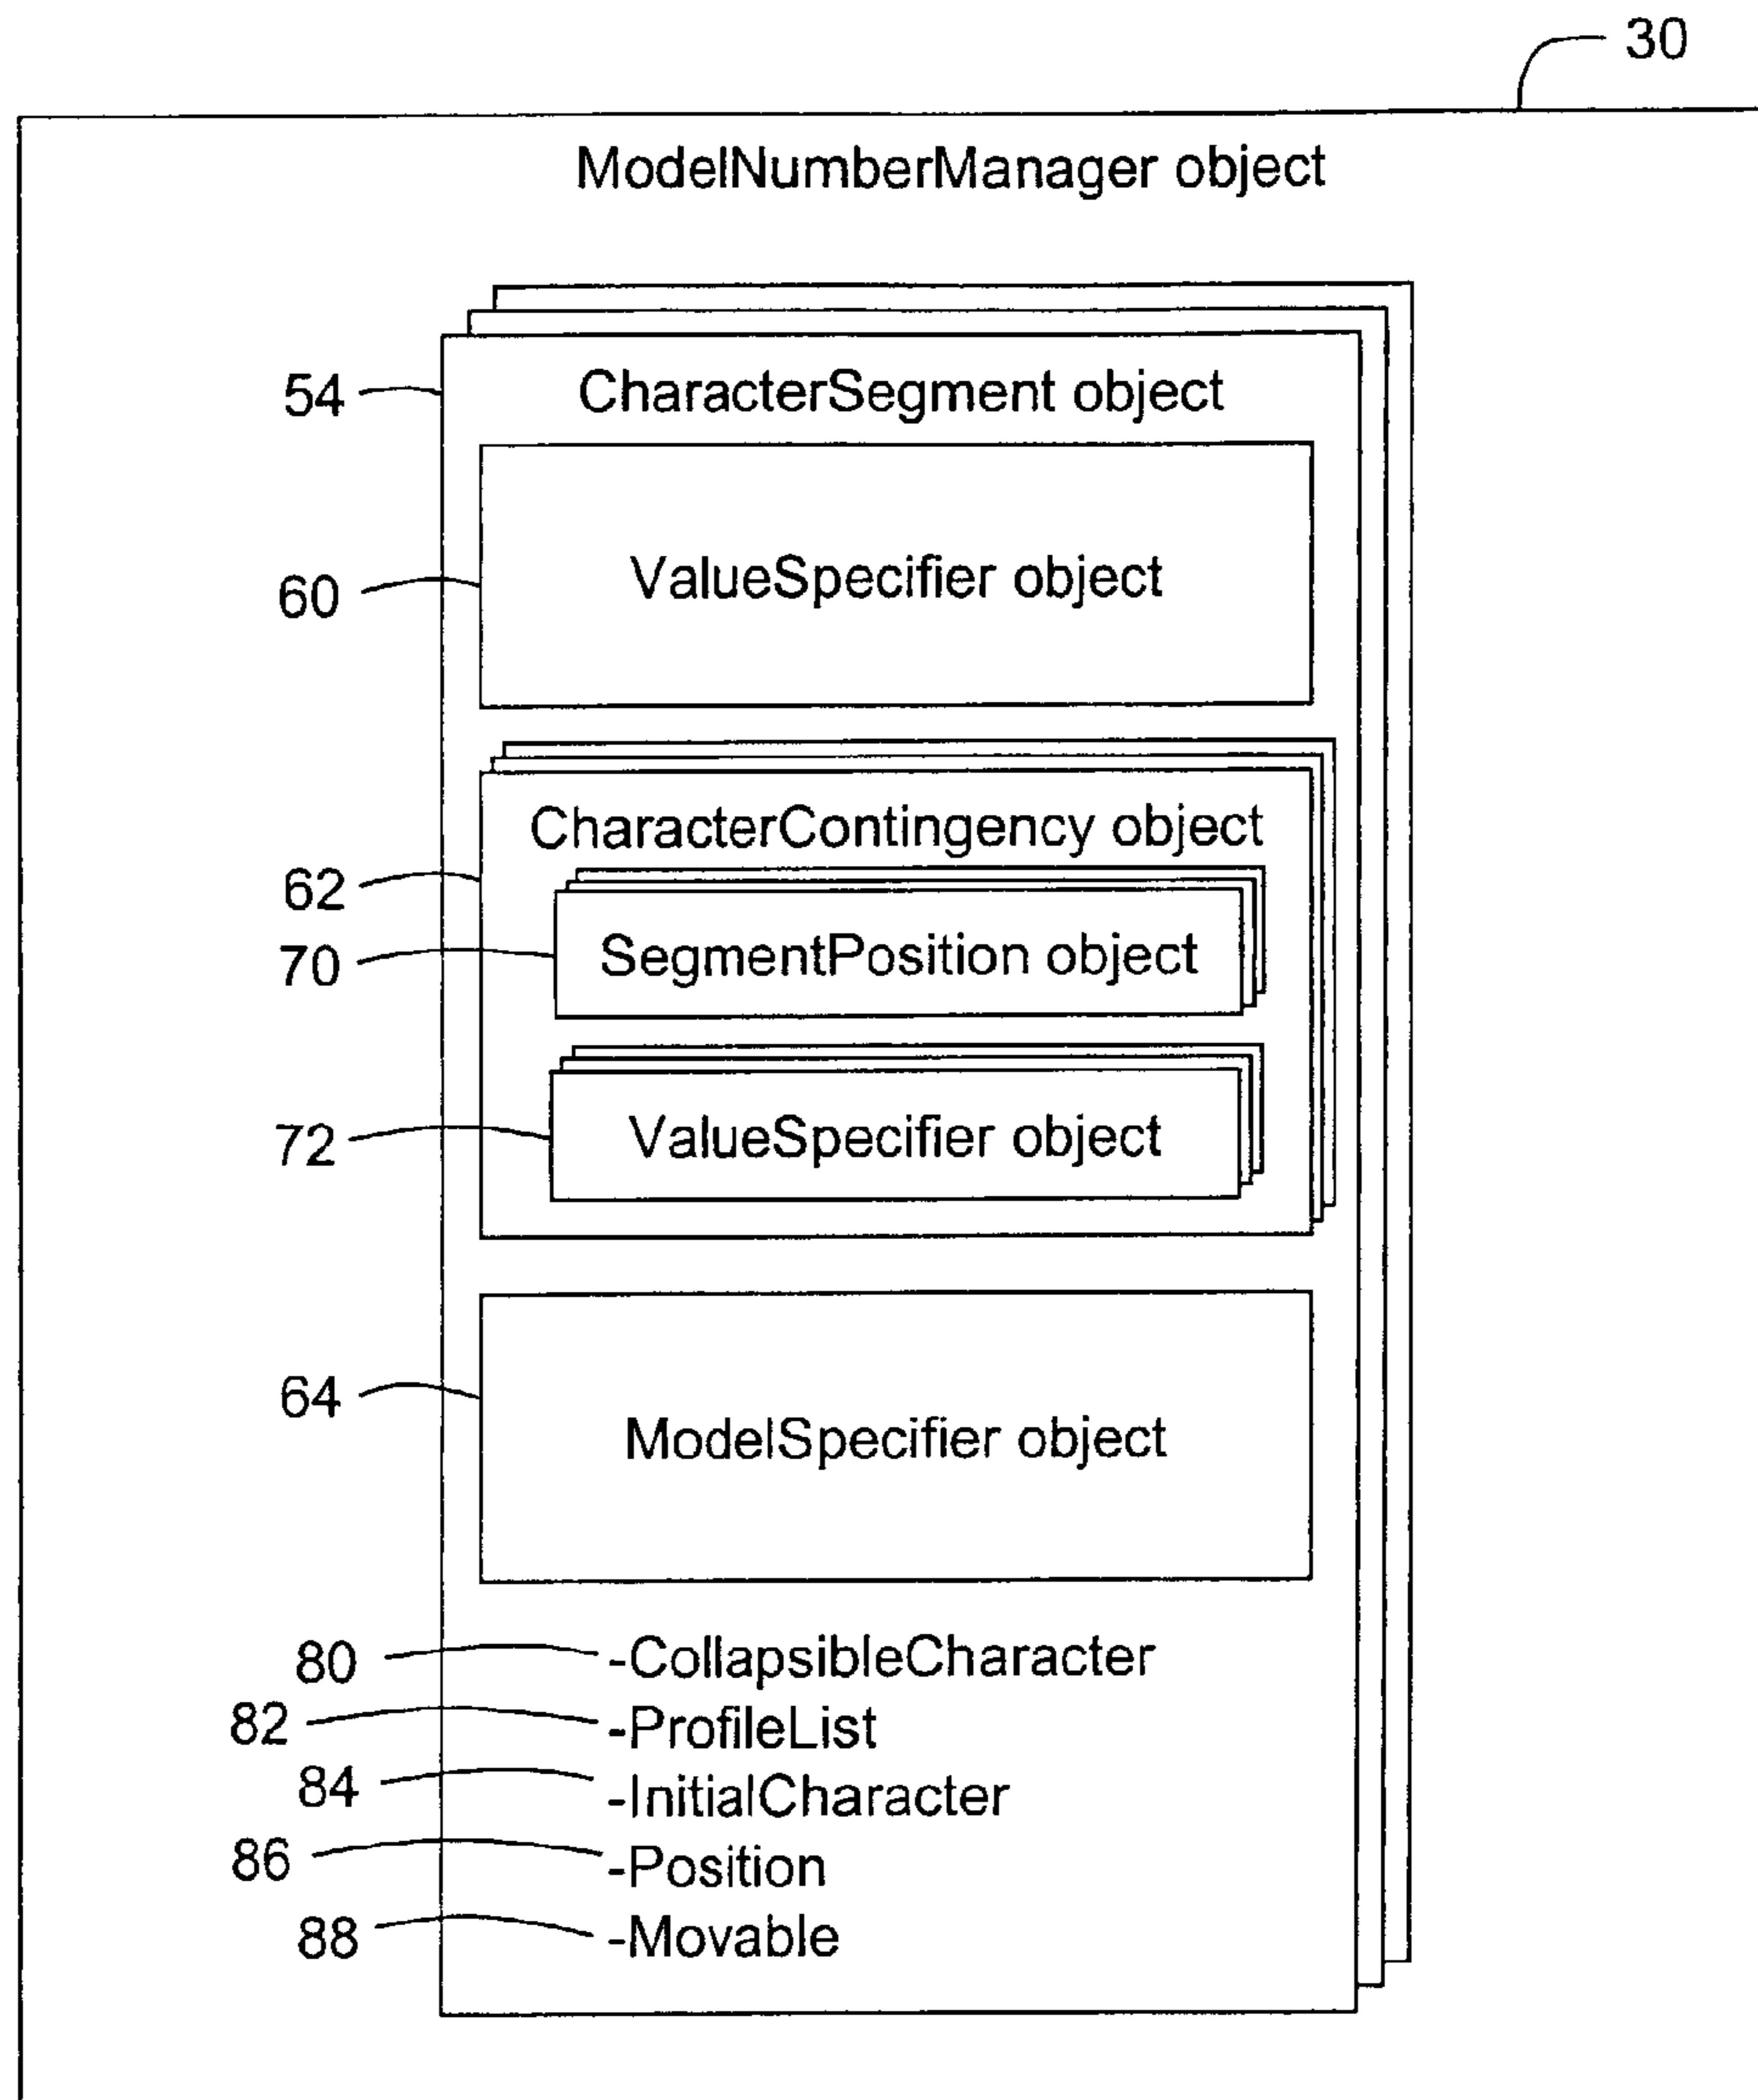 30
ModelNumberManager object
54
CharacterSegment object
60
ValueSpecifier object
CharacterContingency object
62
70
SegmentPosition object
72
ValueSpecifier object
64
ModelSpecifier object
80
-CollapsibleCharacter
82
-ProfileList
84
-InitialCharacter
86
-Position
88
-Movable